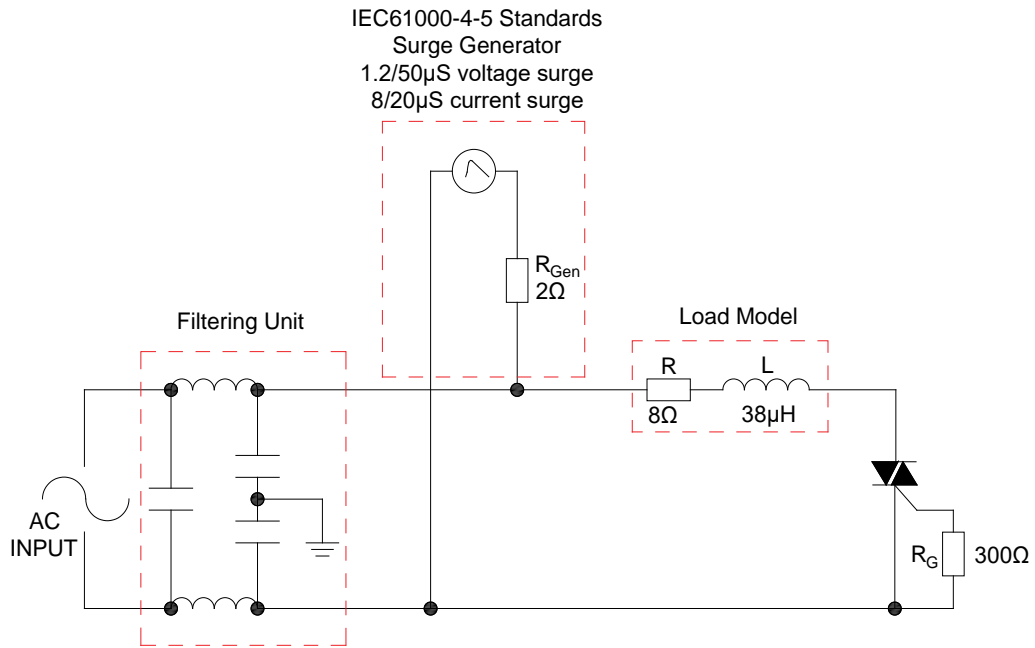 IEC61000-4-5 Standards
Surge Generator
1.2/50µS voltage surge
8/20µS current surge
RGen
2Ω
Filtering Unit
Load Model
R
L
8Ω
38µH
AC
INPUT
RG
300Ω